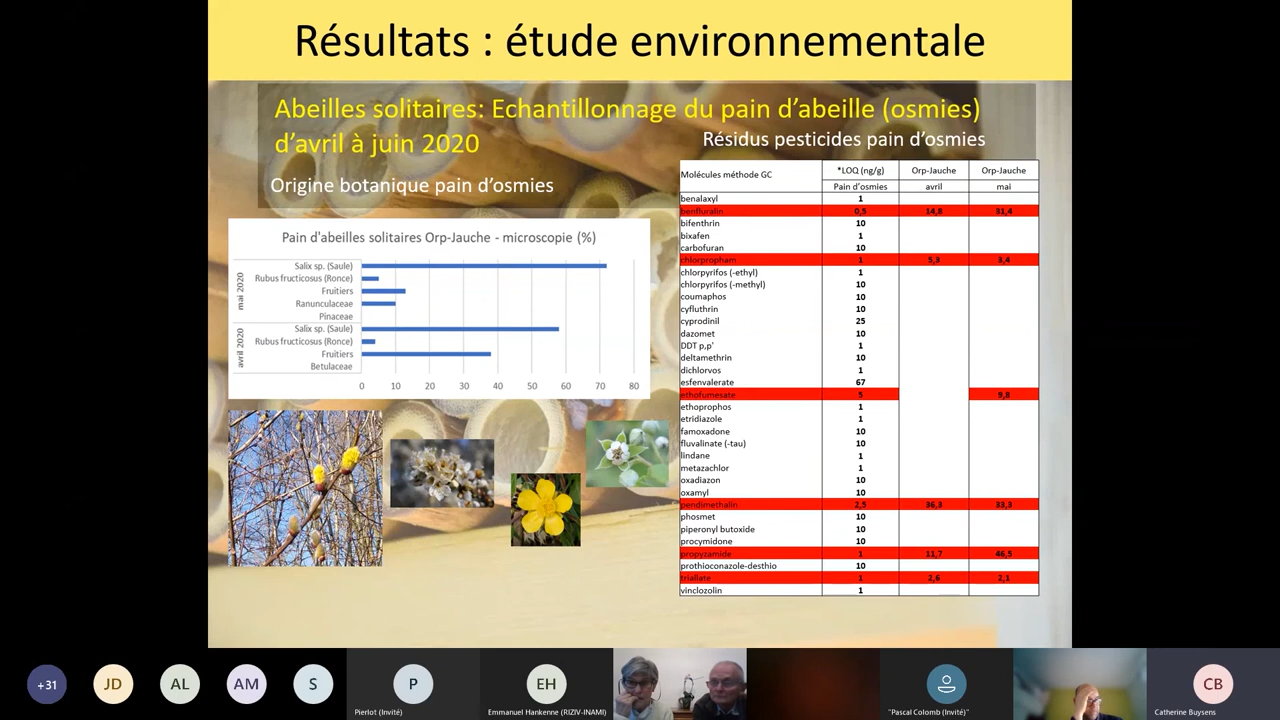 Résultats : étude environnementale
Abeilles solitaires: Echantillonnage du pain d'abeille (osmies)
d'avril à juin 2020
Résidus pesticides pain d'osmies
Origine botanique pain d'osmies
Pain d'abeilles solitaires Orp-Jauche - microscopie (%)
mai 2020
Salix sp. (Saule)
Rubus fructicosus (Ronce)
Fruitiers
Ranunculaceae
Pinaceae
avril 2020
Salix sp. (Saule)
Rubus fructicosus (Ronce)
Fruitiers
Betulaceae
0 10 20 30 40 50 60 70 80
Molécules méthode GC *LOQ (ng/g) Orp-Jauche Orp-Jauche
Pain d'osmies avril mai
benalaxyl 1
benfluralin 0,5 14,8 31,4
bifenthrin 10
bixafen 1
carbofuran 10
chlorpropham 1 5,3 3,4
chlorpyrifos (-ethyl) 1
chlorpyrifos (-methyl) 10
coumaphos 10
cyfluthrin 10
cyprodinil 25
dazomet 10
DDT p,p' 1
deltamethrin 10
dichlorvos 1
esfenvalerate 67
ethofumesate 5 9,8
ethoprophos 1
etridiazole 1
famoxadone 10
fluvalinate (-tau) 10
lindane 1
metazachlor 1
oxadiazon 10
oxamyl 10
pendimethalin 2,5 36,3 33,3
phosmet 10
piperonyl butoxide 10
procymidone 10
propyzamide 1 11,7 46,5
prothioconazole-desthio 10
triallate 1 2,6 2,1
vinclozolin 1
+31 JD AL AM S P EH CB
Pierlot (Invité) Emmanuel Hankenne (RIZIV-INAMI) "Pascal Colomb (Invité)" Catherine Buysens